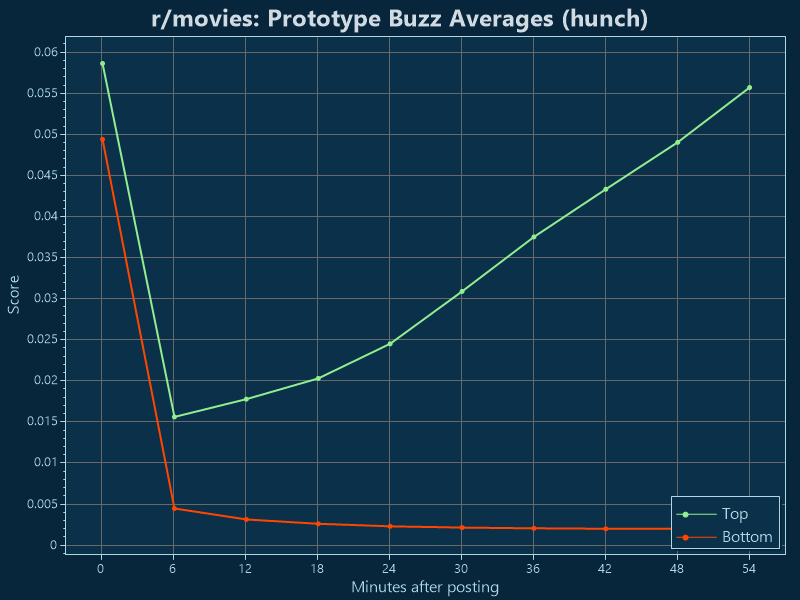 r/movies: Prototype Buzz Averages (hunch)
0.06
0.055
0.05
0.045
0.04
0.035
0.03
0.025
0.02
0.015
0.01
0.005
0
Score
Top
Bottom
0 6 12 18 24 30 36 42 48 54
Minutes after posting